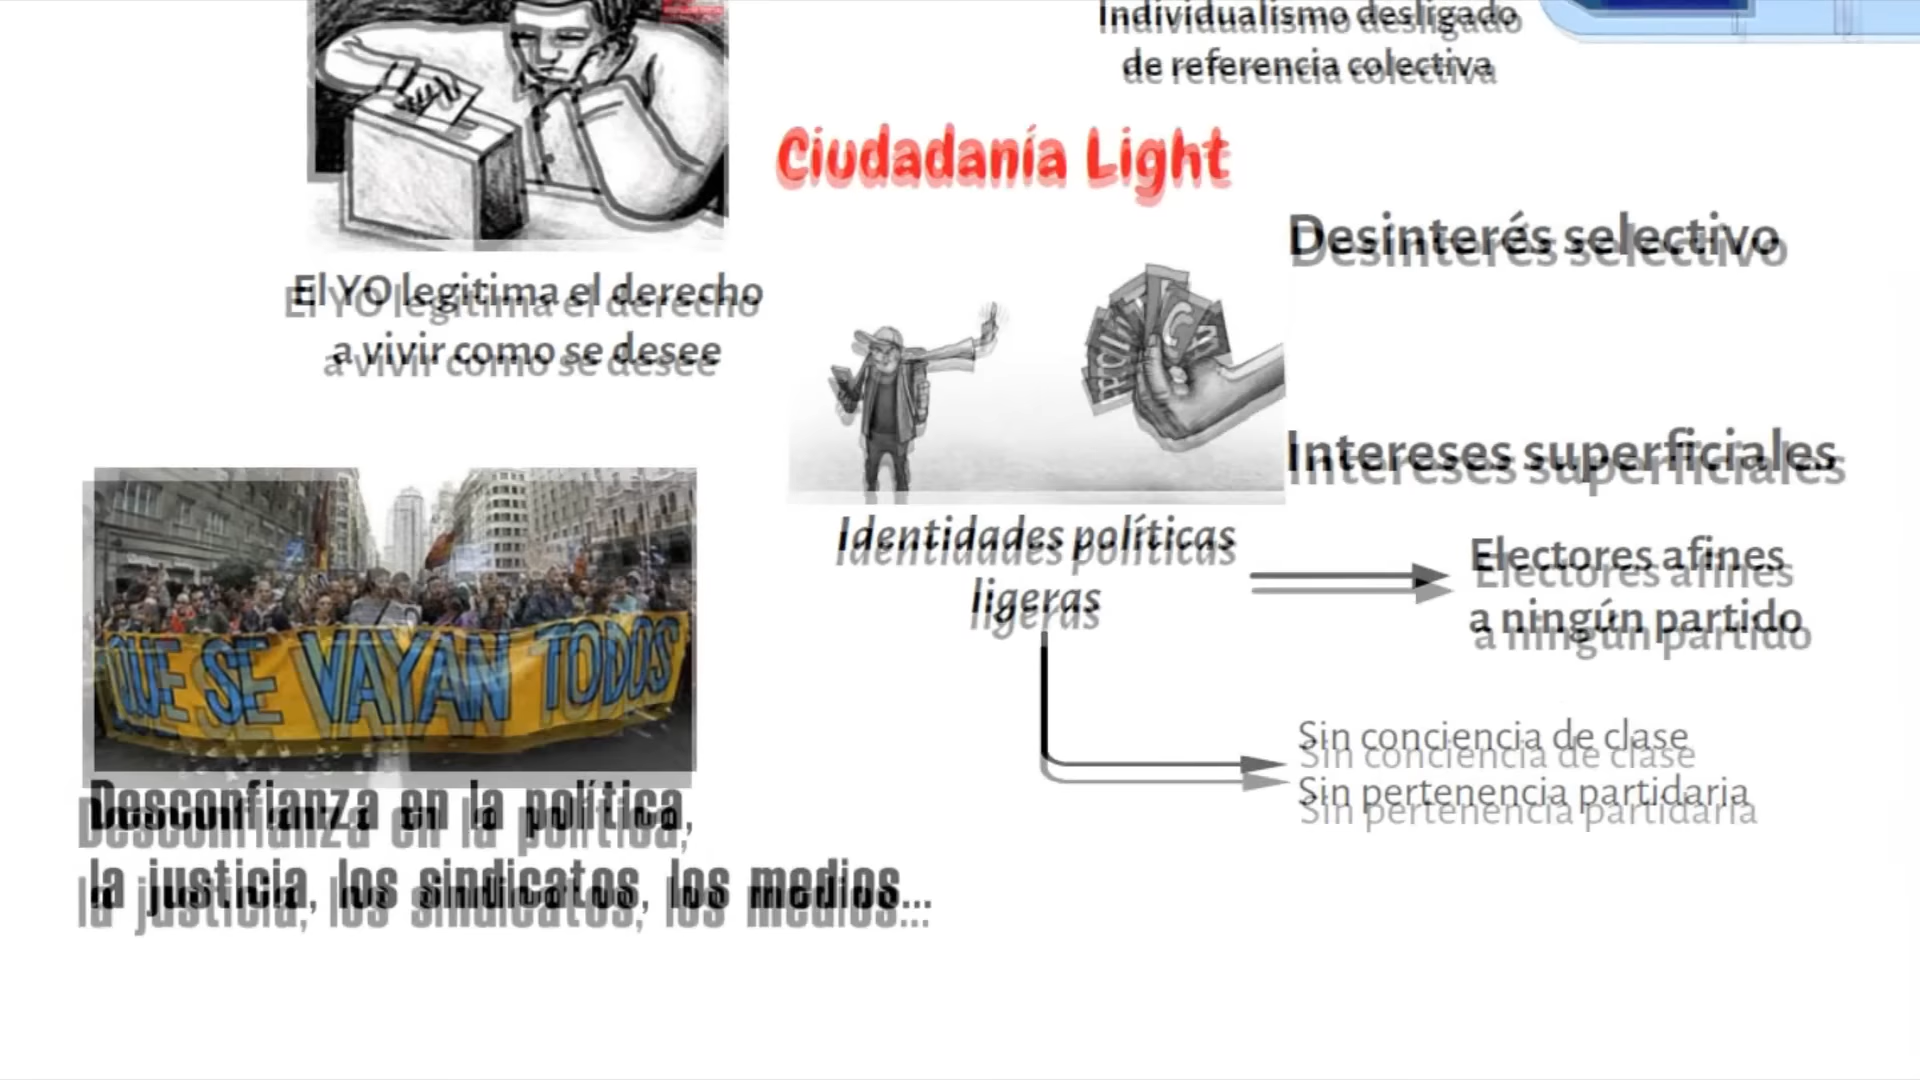 Individualismo desligado
de referencia colectiva
Ciudadanía Light
El YO legitima el derecho
a vivir como se desee
Desinterés selectivo
POLITICA
Intereses superficiales
Identidades políticas
ligeras
Electores afines
a ningún partido
QUE SE VAYAN TODOS
Sin conciencia de clase
Sin pertenencia partidaria
Desconfianza en la política,
la justicia, los sindicatos, los medios...